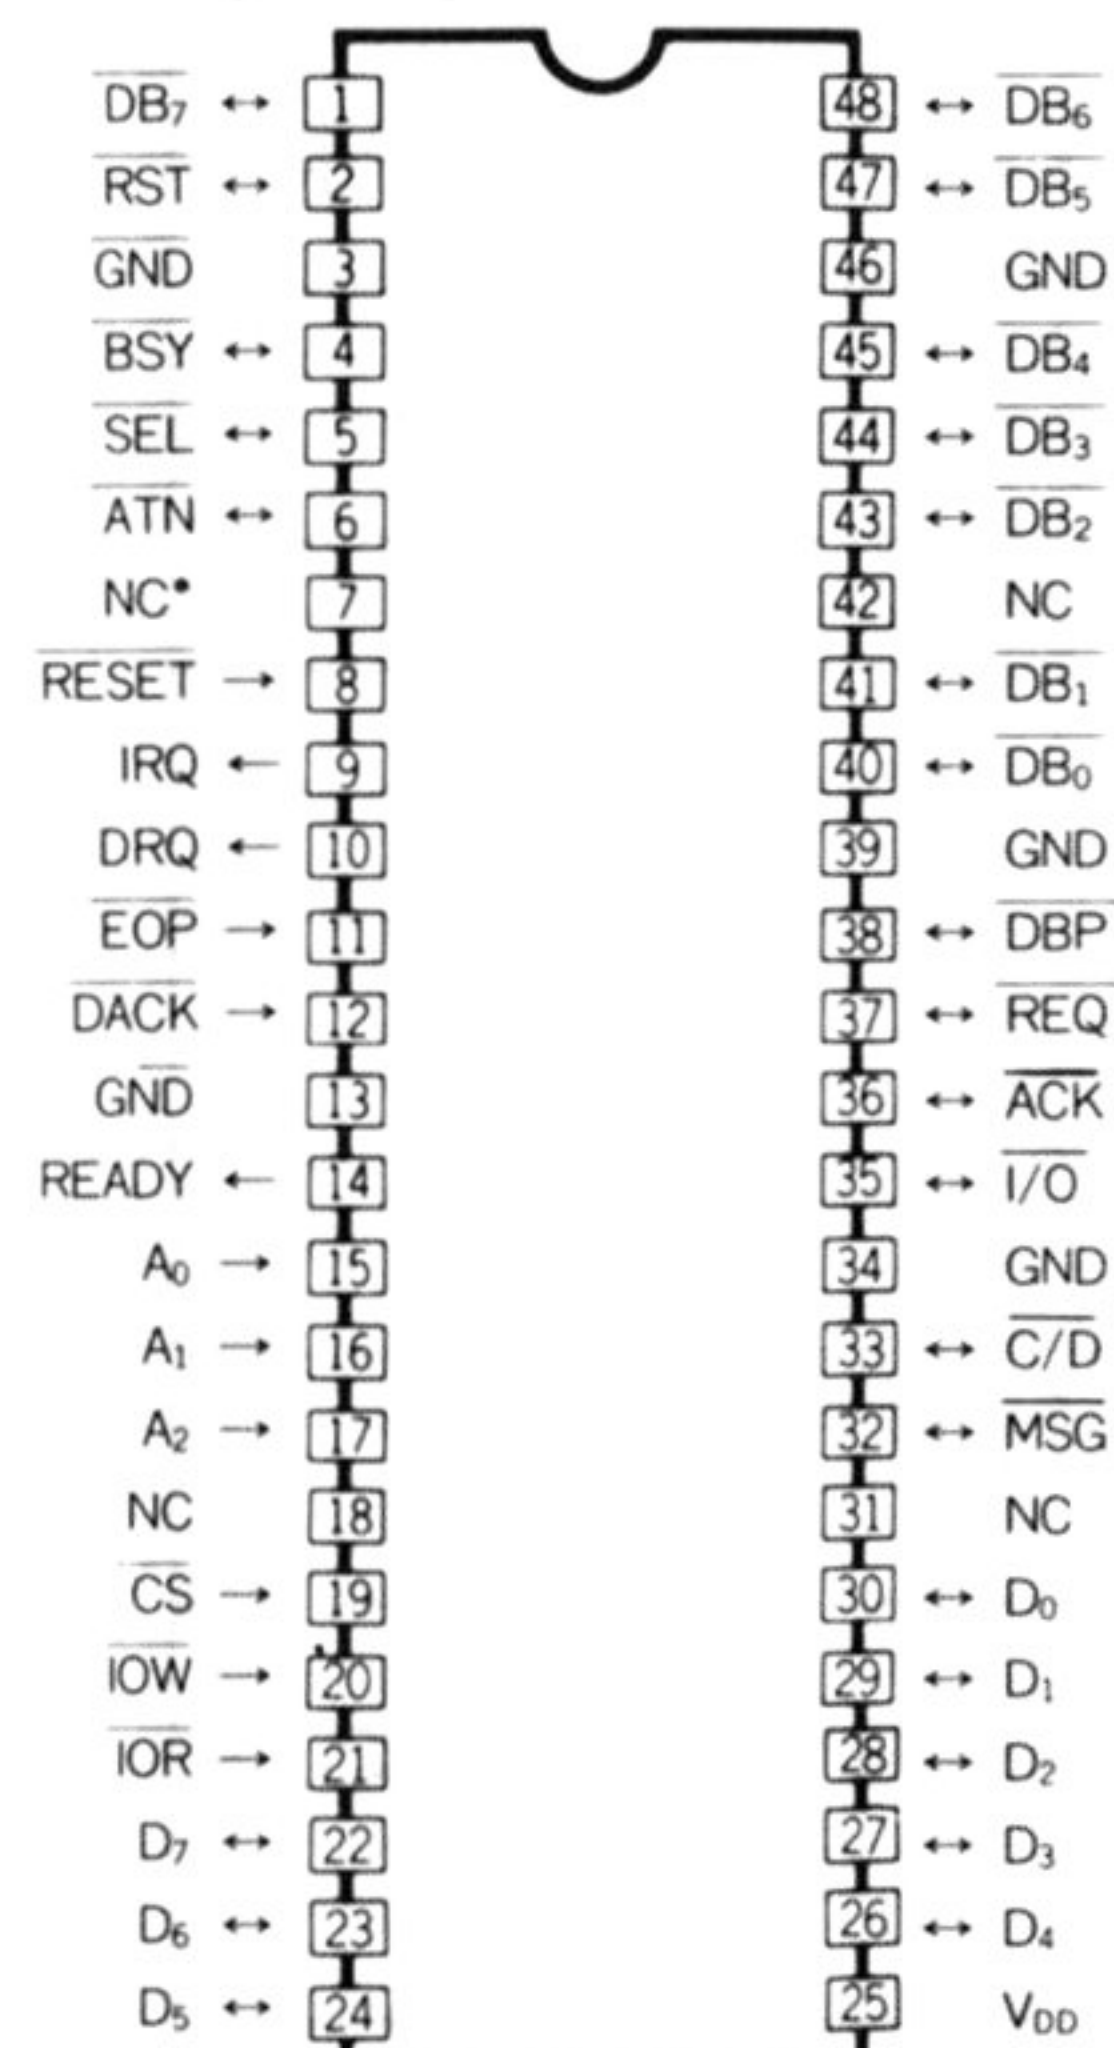 DB7 ↔ 1 48 ↔ DB6
RST ↔ 2 47 ↔ DB5
GND 3 46 GND
BSY ↔ 4 45 ↔ DB4
SEL ↔ 5 44 ↔ DB3
ATN ↔ 6 43 ↔ DB2
NC• 7 42 NC
RESET → 8 41 ↔ DB1
IRQ ← 9 40 ↔ DB0
DRQ ← 10 39 GND
EOP → 11 38 ↔ DBP
DACK → 12 37 ↔ REQ
GND 13 36 ↔ ACK
READY ← 14 35 ↔ I/O
A0 → 15 34 GND
A1 → 16 33 ↔ C/D
A2 → 17 32 ↔ MSG
NC 18 31 NC
CS → 19 30 ↔ D0
IOW → 20 29 ↔ D1
IOR → 21 28 ↔ D2
D7 ↔ 22 27 ↔ D3
D6 ↔ 23 26 ↔ D4
D5 ↔ 24 25 VDD